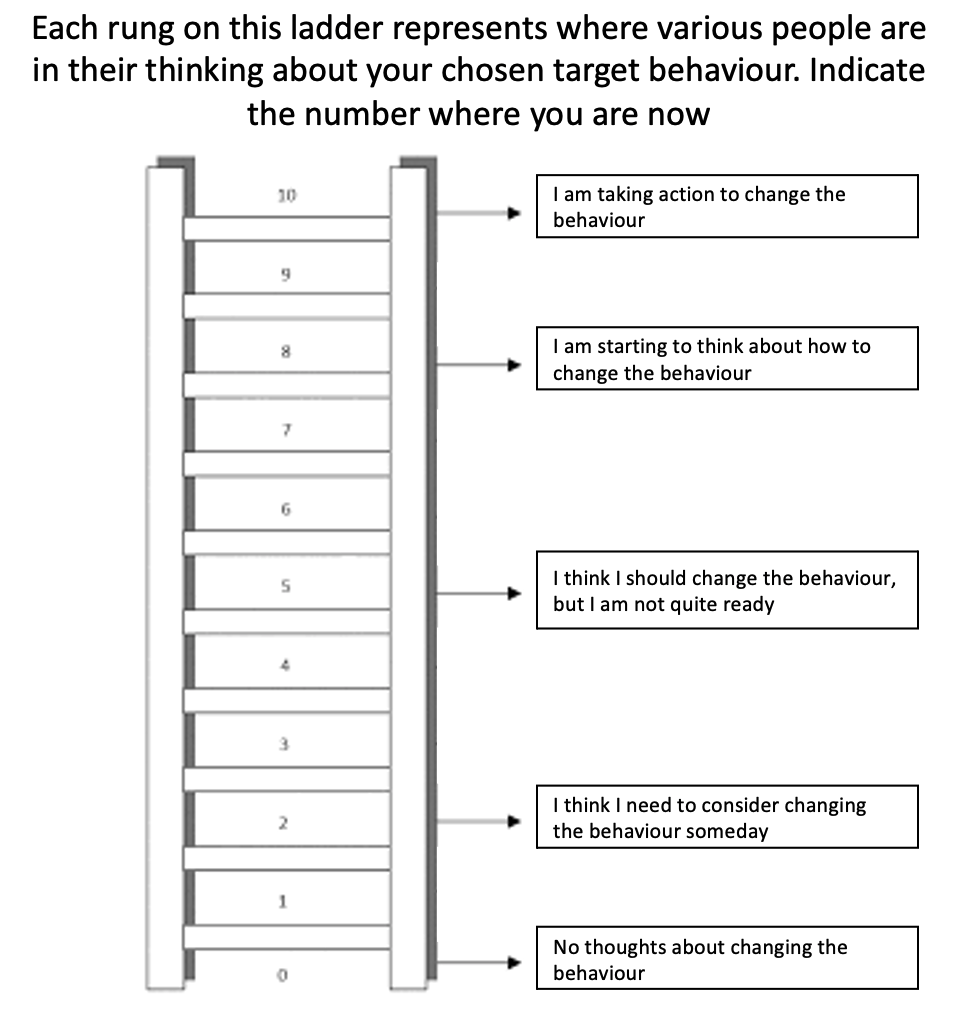 Each rung on this ladder represents where various people are
in their thinking about your chosen target behaviour. Indicate
the number where you are now
10
I am taking action to change the
behaviour
9
8
I am starting to think about how to
change the behaviour
7
6
5
I think I should change the behaviour,
but I am not quite ready
4
3
2
I think I need to consider changing
the behaviour someday
1
0
No thoughts about changing the
behaviour